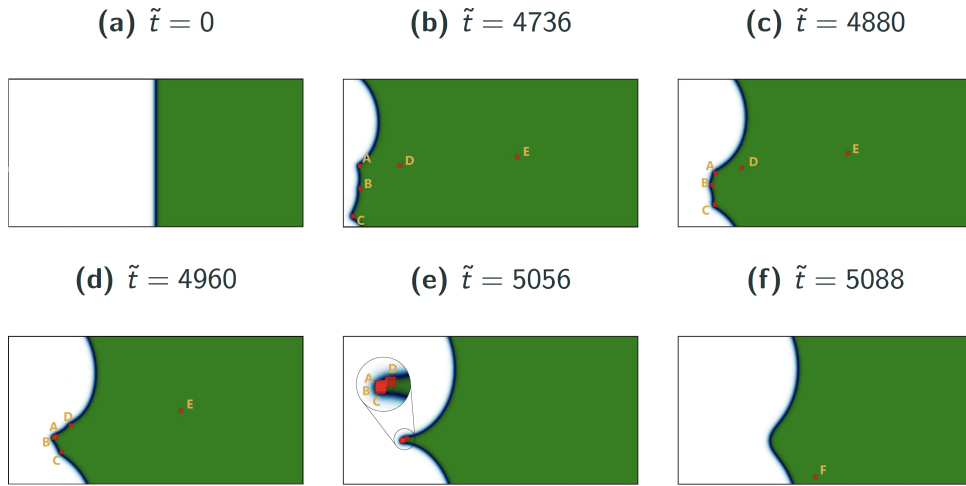 (a) t̃ = 0
(b) t̃ = 4736
(c) t̃ = 4880
A
D
E
B
C
A
D
E
B
C
(d) t̃ = 4960
(e) t̃ = 5056
(f) t̃ = 5088
D
E
A
B
C
A
D
B
C
F